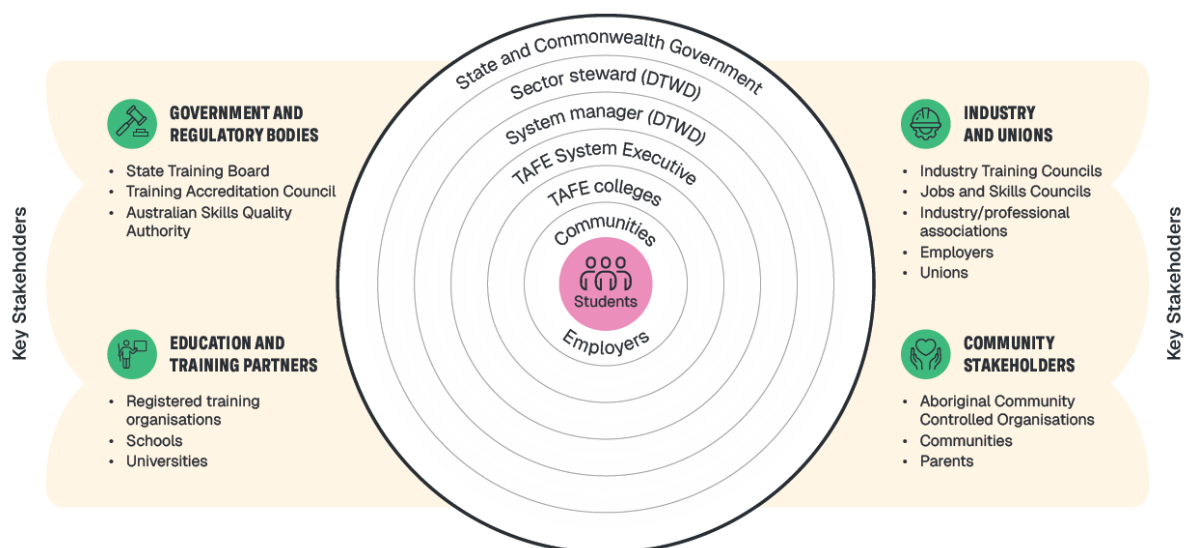 Key Stakeholders
GOVERNMENT AND
REGULATORY BODIES
• State Training Board
• Training Accreditation Council
• Australian Skills Quality
Authority
EDUCATION AND
TRAINING PARTNERS
• Registered training
organisations
• Schools
• Universities
State and Commonwealth Government
Sector steward (DTWD)
System manager (DTWD)
TAFE System Executive
TAFE colleges
Communities
Students
Employers
INDUSTRY
AND UNIONS
• Industry Training Councils
• Jobs and Skills Councils
• Industry/professional
associations
• Employers
• Unions
COMMUNITY
STAKEHOLDERS
• Aboriginal Community
Controlled Organisations
• Communities
• Parents
Key Stakeholders